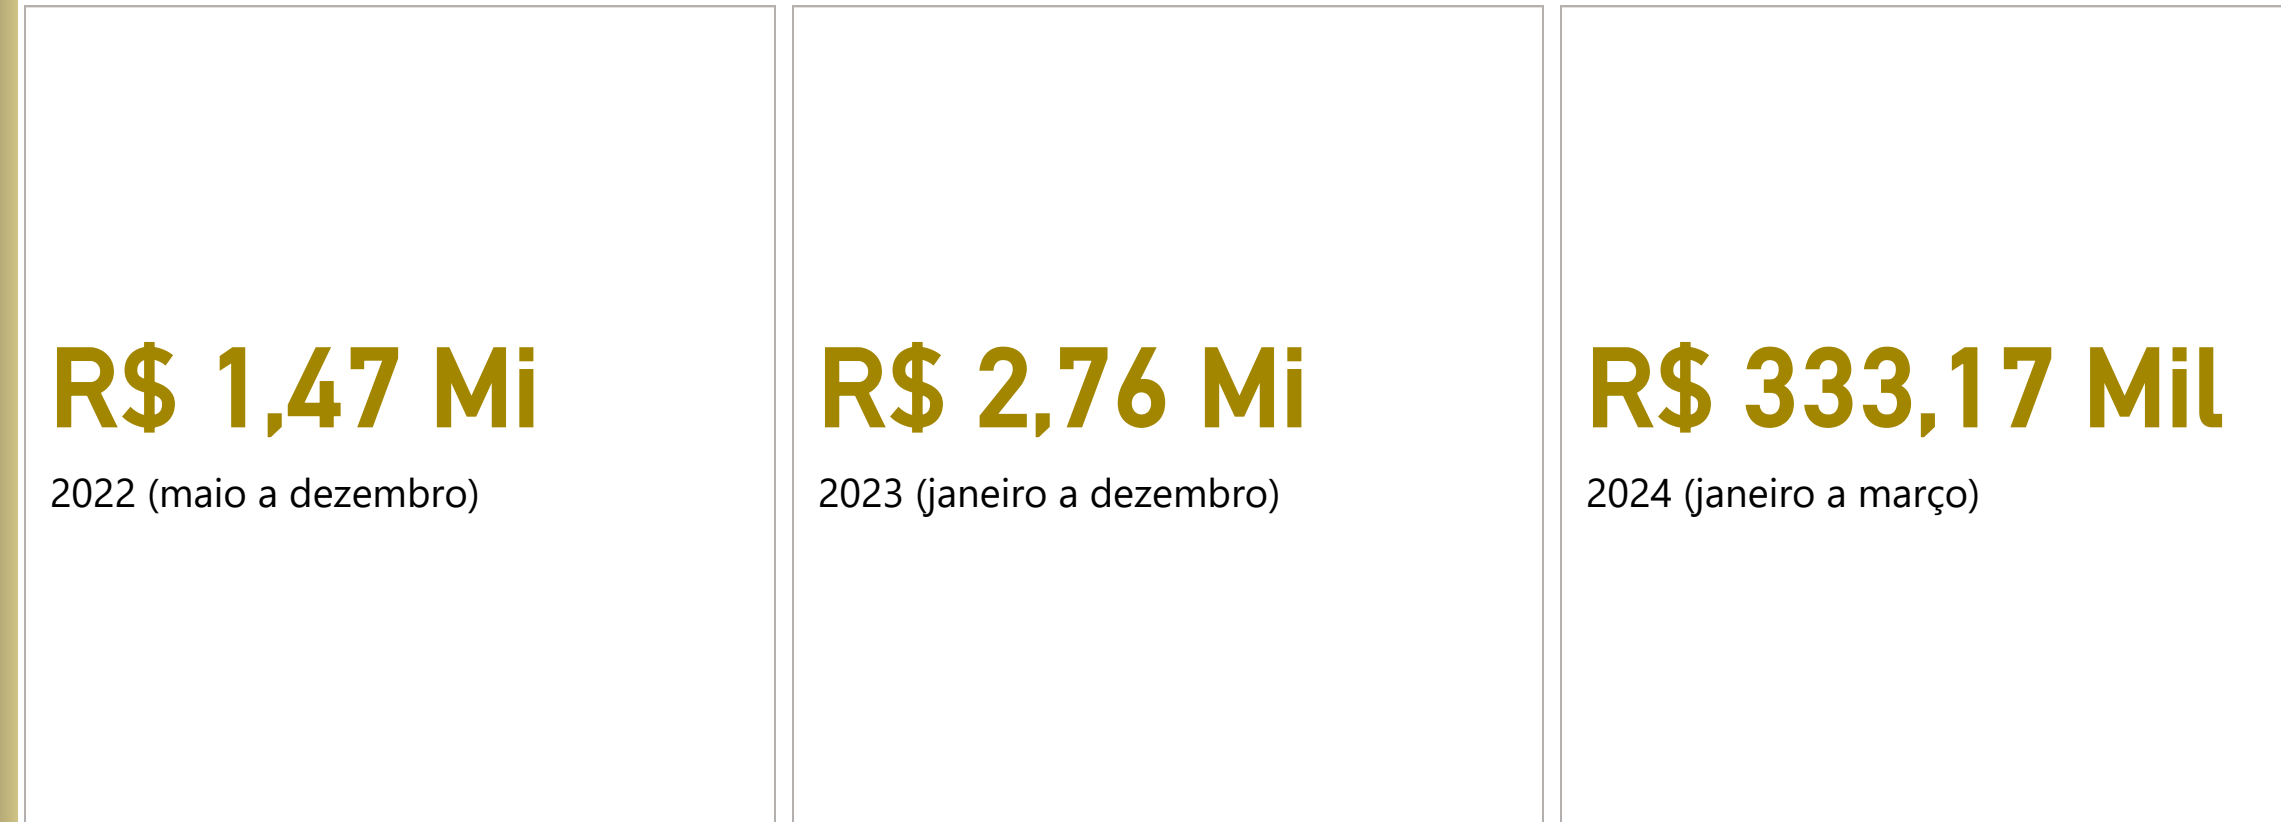 R$ 1,47 Mi
2022 (maio a dezembro)
R$ 2,76 Mi
2023 (janeiro a dezembro)
R$ 333,17 Mil
2024 (janeiro a março)